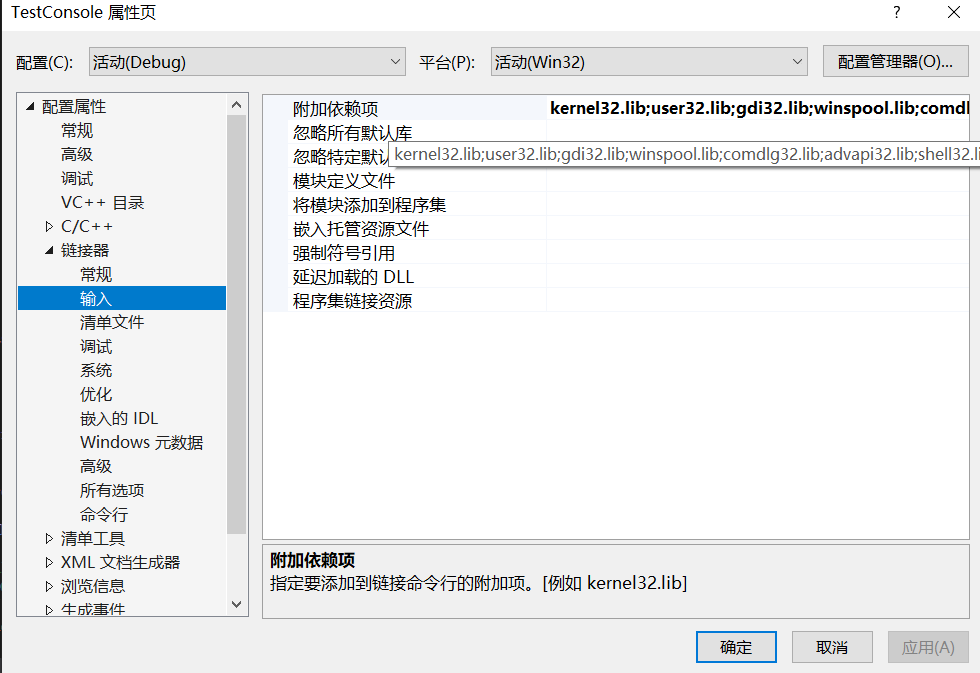 TestConsole 属性页
?
配置(C):
活动(Debug)
平台(P):
活动(Win32)
配置管理器(O)...
配置属性
常规
高级
调试
VC++ 目录
C/C++
链接器
常规
输入
清单文件
调试
系统
优化
嵌入的 IDL
Windows 元数据
高级
所有选项
命令行
清单工具
XML 文档生成器
浏览信息
生成事件
附加依赖项
kernel32.lib;user32.lib;gdi32.lib;winspool.lib;comdl
忽略所有默认库
忽略特定默认
kernel32.lib;user32.lib;gdi32.lib;winspool.lib;comdlg32.lib;advapi32.lib;shell32.li
模块定义文件
将模块添加到程序集
嵌入托管资源文件
强制符号引用
延迟加载的 DLL
程序集链接资源
附加依赖项
指定要添加到链接命令行的附加项。[例如 kernel32.lib]
确定
取消
应用(A)